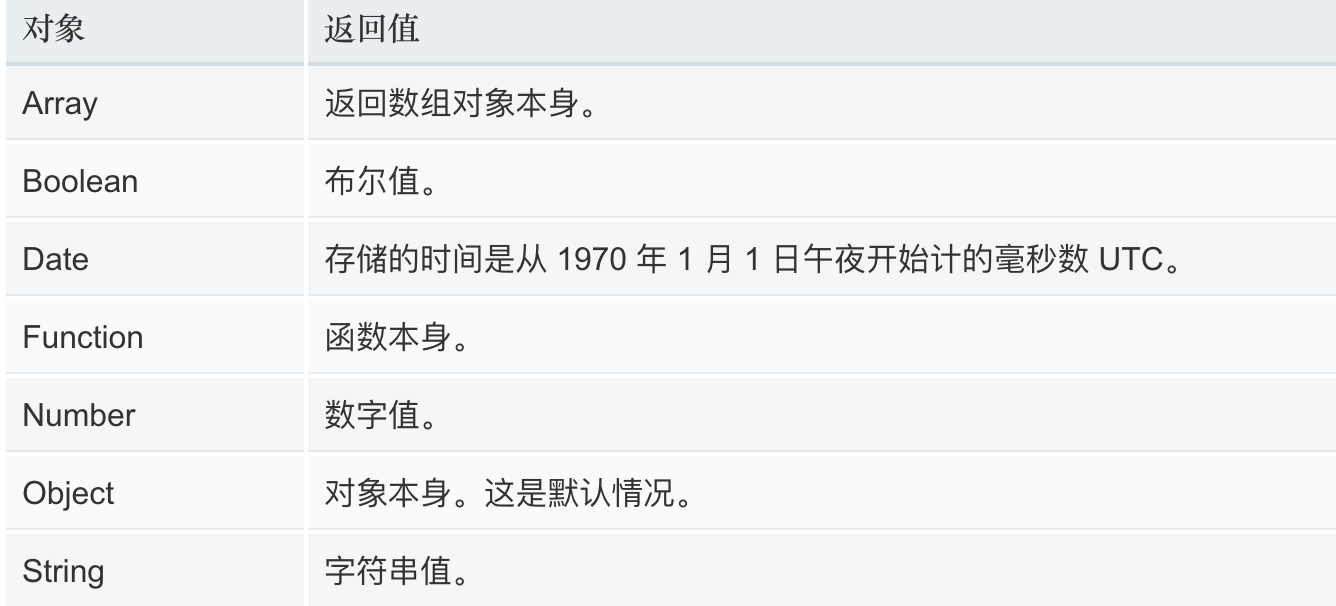 对象 返回值
Array 返回数组对象本身。
Boolean 布尔值。
Date 存储的时间是从 1970 年 1 月 1 日午夜开始计的毫秒数 UTC。
Function 函数本身。
Number 数字值。
Object 对象本身。这是默认情况。
String 字符串值。